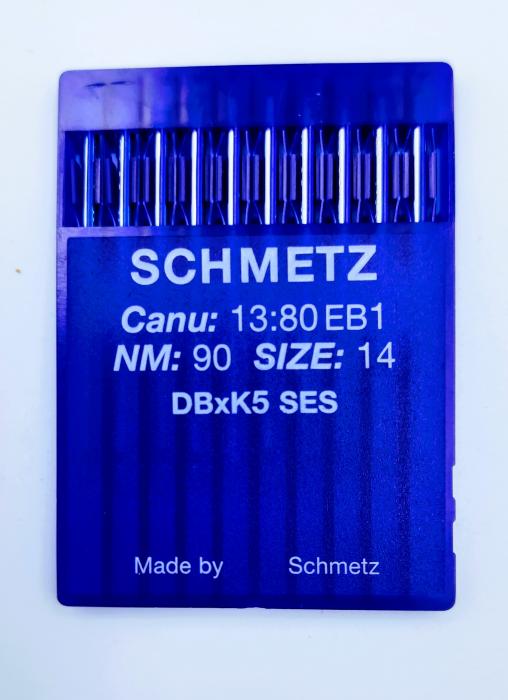 SCHMETZ
Canu: 13:80 EB1
NM: 90 SIZE: 14
DBxK5 SES
Made by Schmetz